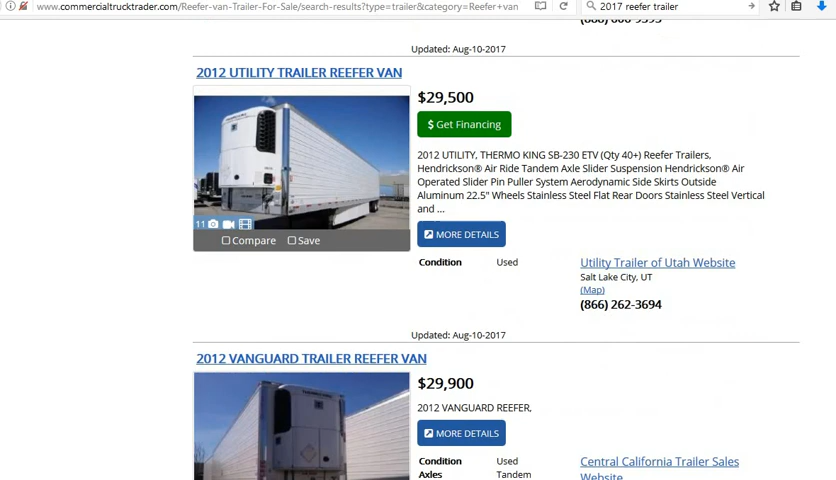 www.commercialtrucktrader.com/Reefer-van-Trailer-For-Sale/search-results?type=trailer&category=Reefer+van
2017 reefer trailer
Updated: Aug-10-2017
2012 UTILITY TRAILER REEFER VAN
$29,500
$ Get Financing
2012 UTILITY, THERMO KING SB-230 ETV (Qty 40+) Reefer Trailers,
Hendrickson® Air Ride Tandem Axle Slider Suspension Hendrickson® Air
Operated Slider Pin Puller System Aerodynamic Side Skirts Outside
Aluminum 22.5" Wheels Stainless Steel Flat Rear Doors Stainless Steel Vertical
and ...
11
Compare Save
MORE DETAILS
Condition Used
Utility Trailer of Utah Website
Salt Lake City, UT
(Map)
(866) 262-3694
Updated: Aug-10-2017
2012 VANGUARD TRAILER REEFER VAN
$29,900
2012 VANGUARD REEFER,
MORE DETAILS
Condition Used
Axles Tandem
Central California Trailer Sales
Website